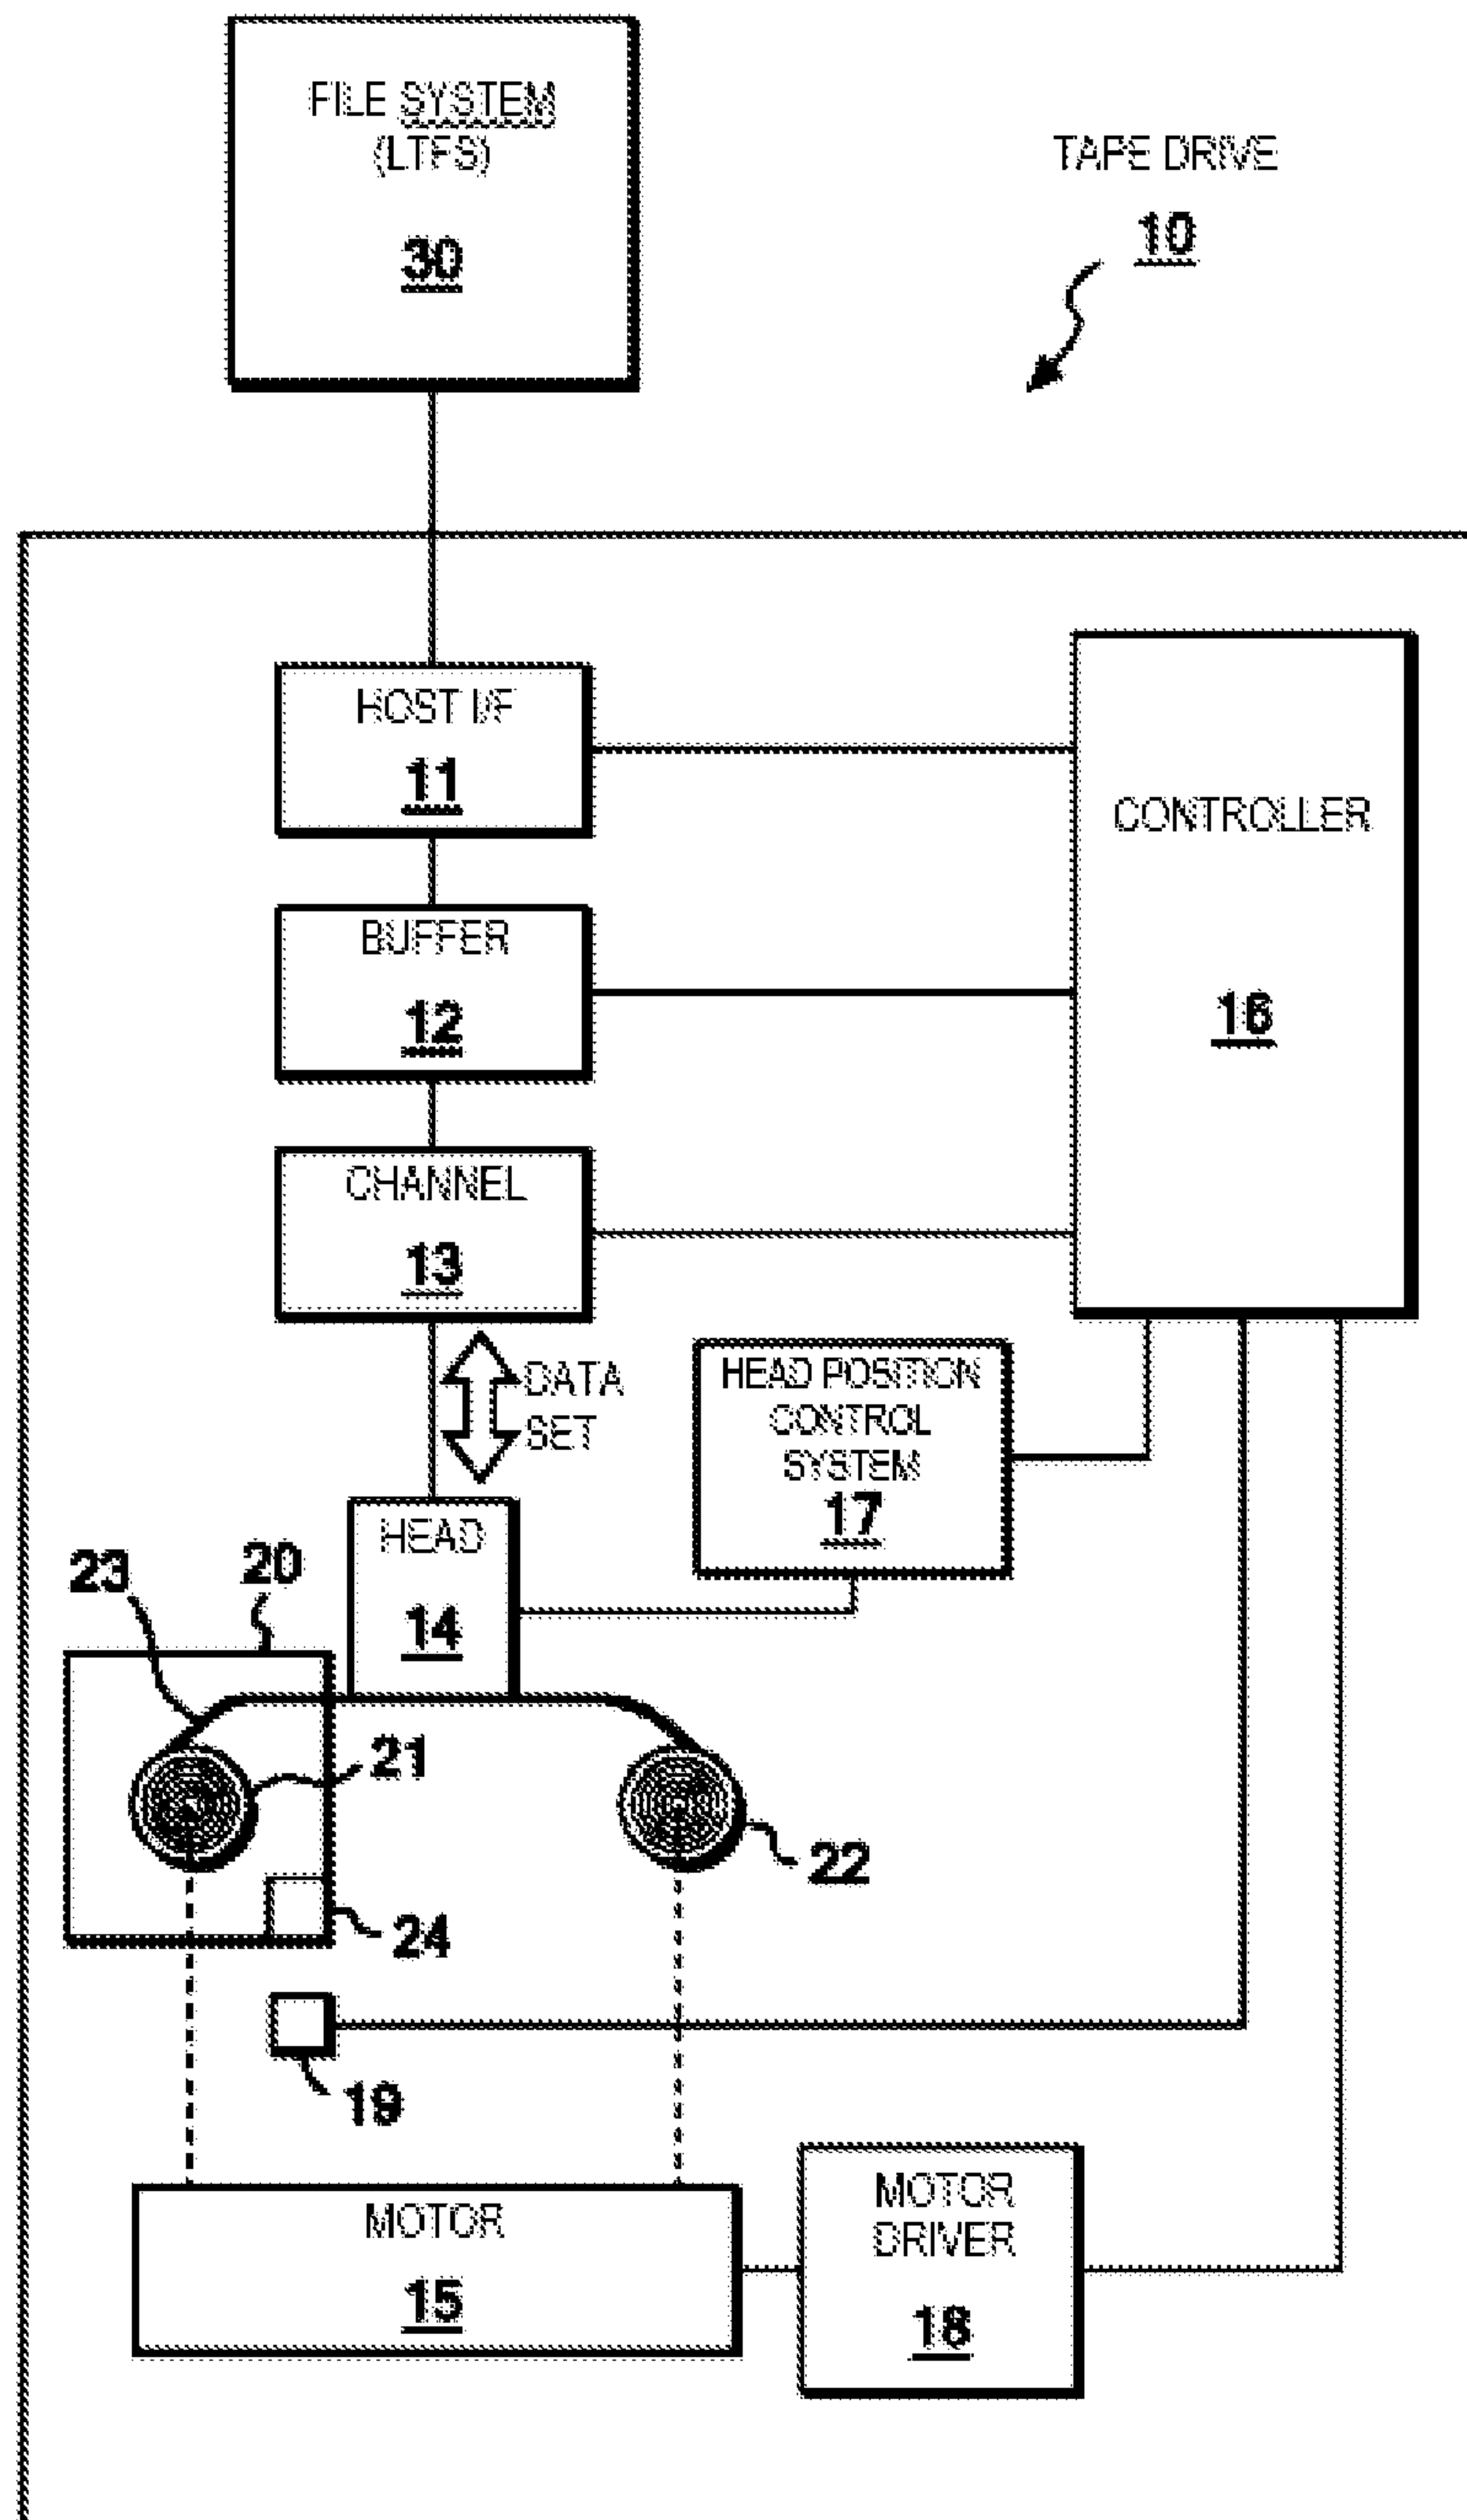 FILE SYSTEM
(LTFS)
30
TAPE DRIVE
10
HOST I/F
11
CONTROLLER
16
BUFFER
12
CHANNEL
13
DATA
SET
HEAD POSITION
CONTROL
SYSTEM
17
HEAD
14
23
20
21
22
24
19
MOTOR
15
MOTOR
DRIVER
18